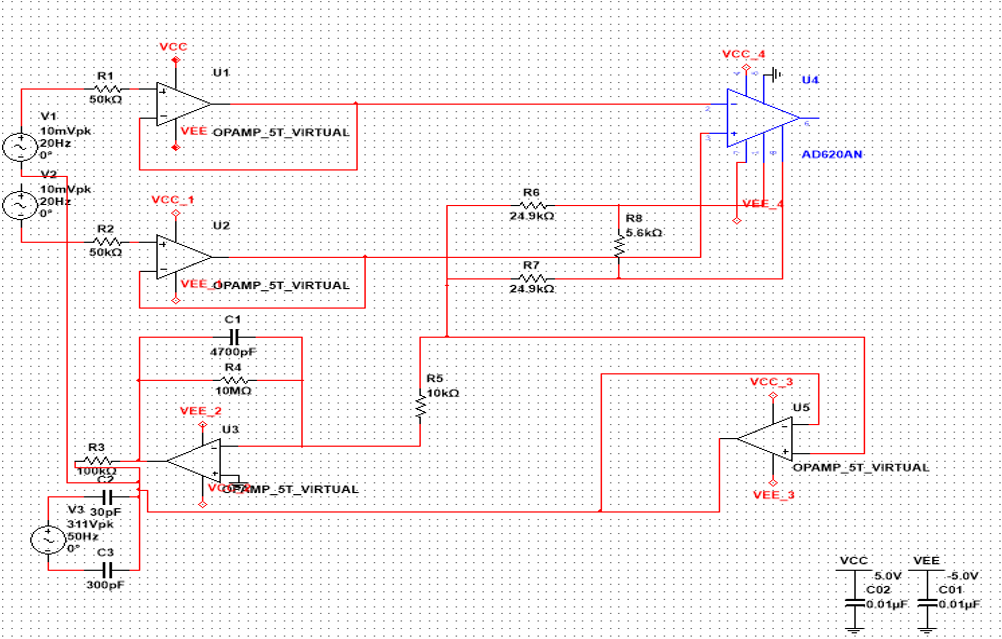 VCC
R1
50kΩ
U1
VEE
OPAMP_5T_VIRTUAL
V1
10mVpk
20Hz
0°
V2
10mVpk
20Hz
0°
VCC_1
R2
50kΩ
U2
OPAMP_5T_VIRTUAL
VCC_4
U4
2
3
6
AD620AN
VEE_4
R6
24.9kΩ
R8
5.6kΩ
R7
24.9kΩ
C1
4700pF
R4
10MΩ
R5
10kΩ
VEE_2
U3
R3
100kΩ
OPAMP_5T_VIRTUAL
C2
30pF
V3
311Vpk
50Hz
0°
C3
300pF
VCC_3
U5
OPAMP_5T_VIRTUAL
VEE_3
VCC
5.0V
C02
0.01µF
VEE
-5.0V
C01
0.01µF